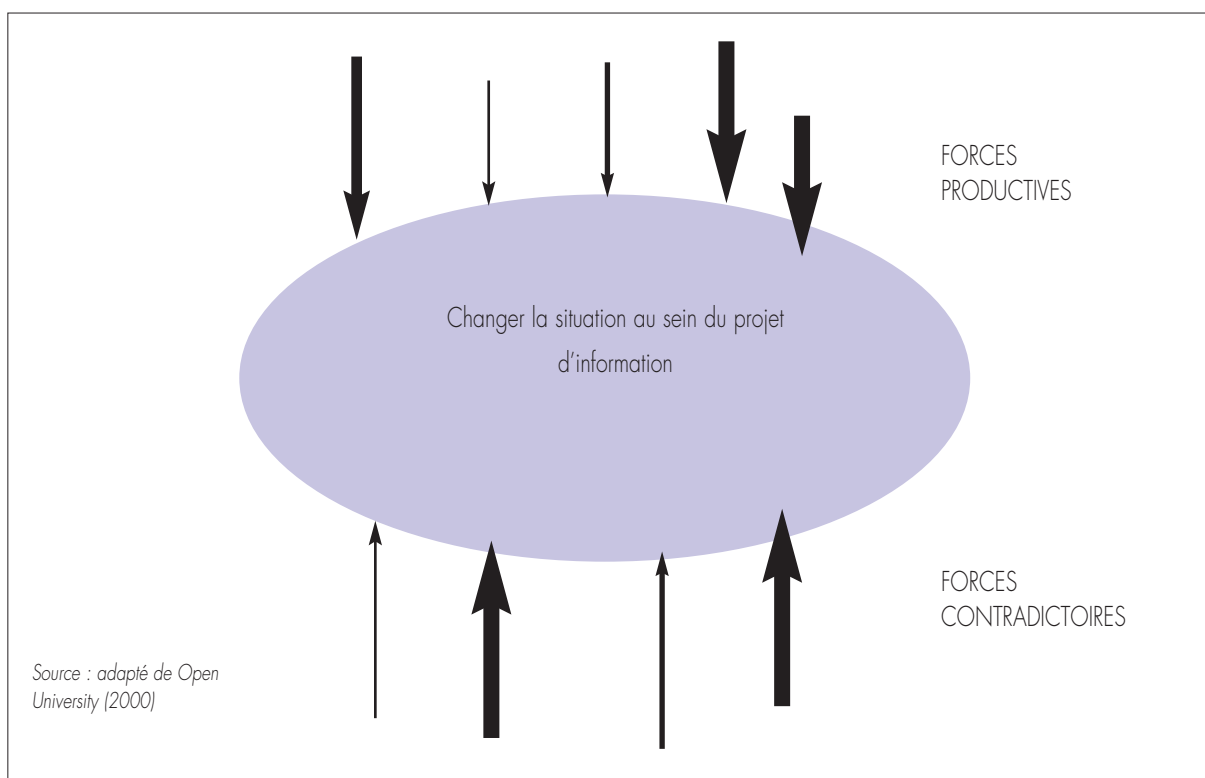 FORCES
PRODUCTIVES
Changer la situation au sein du projet
d’information
FORCES
CONTRADICTOIRES
Source : adapté de Open
University (2000)